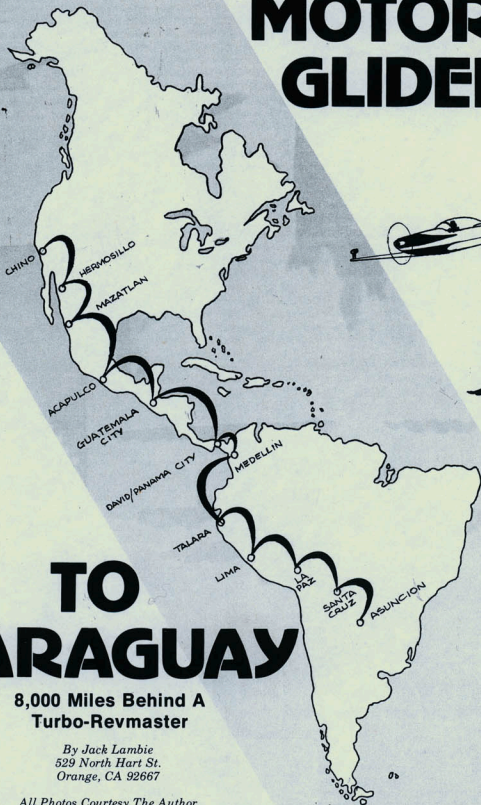 MOTOR
GLIDE
CHINO
HERMOSILLO
MAZATLAN
ACAPULCO
GUATEMALA
CITY
DAVID/PANAMA CITY
MEDELLIN
TALARA
LIMA
LA
PAZ
SANTA
CRUZ
ASUNCION
TO
ARAGUAY
8,000 Miles Behind A
Turbo-Revmaster
By Jack Lambie
529 North Hart St.
Orange, CA 92667
All Photos Courtesy The Author